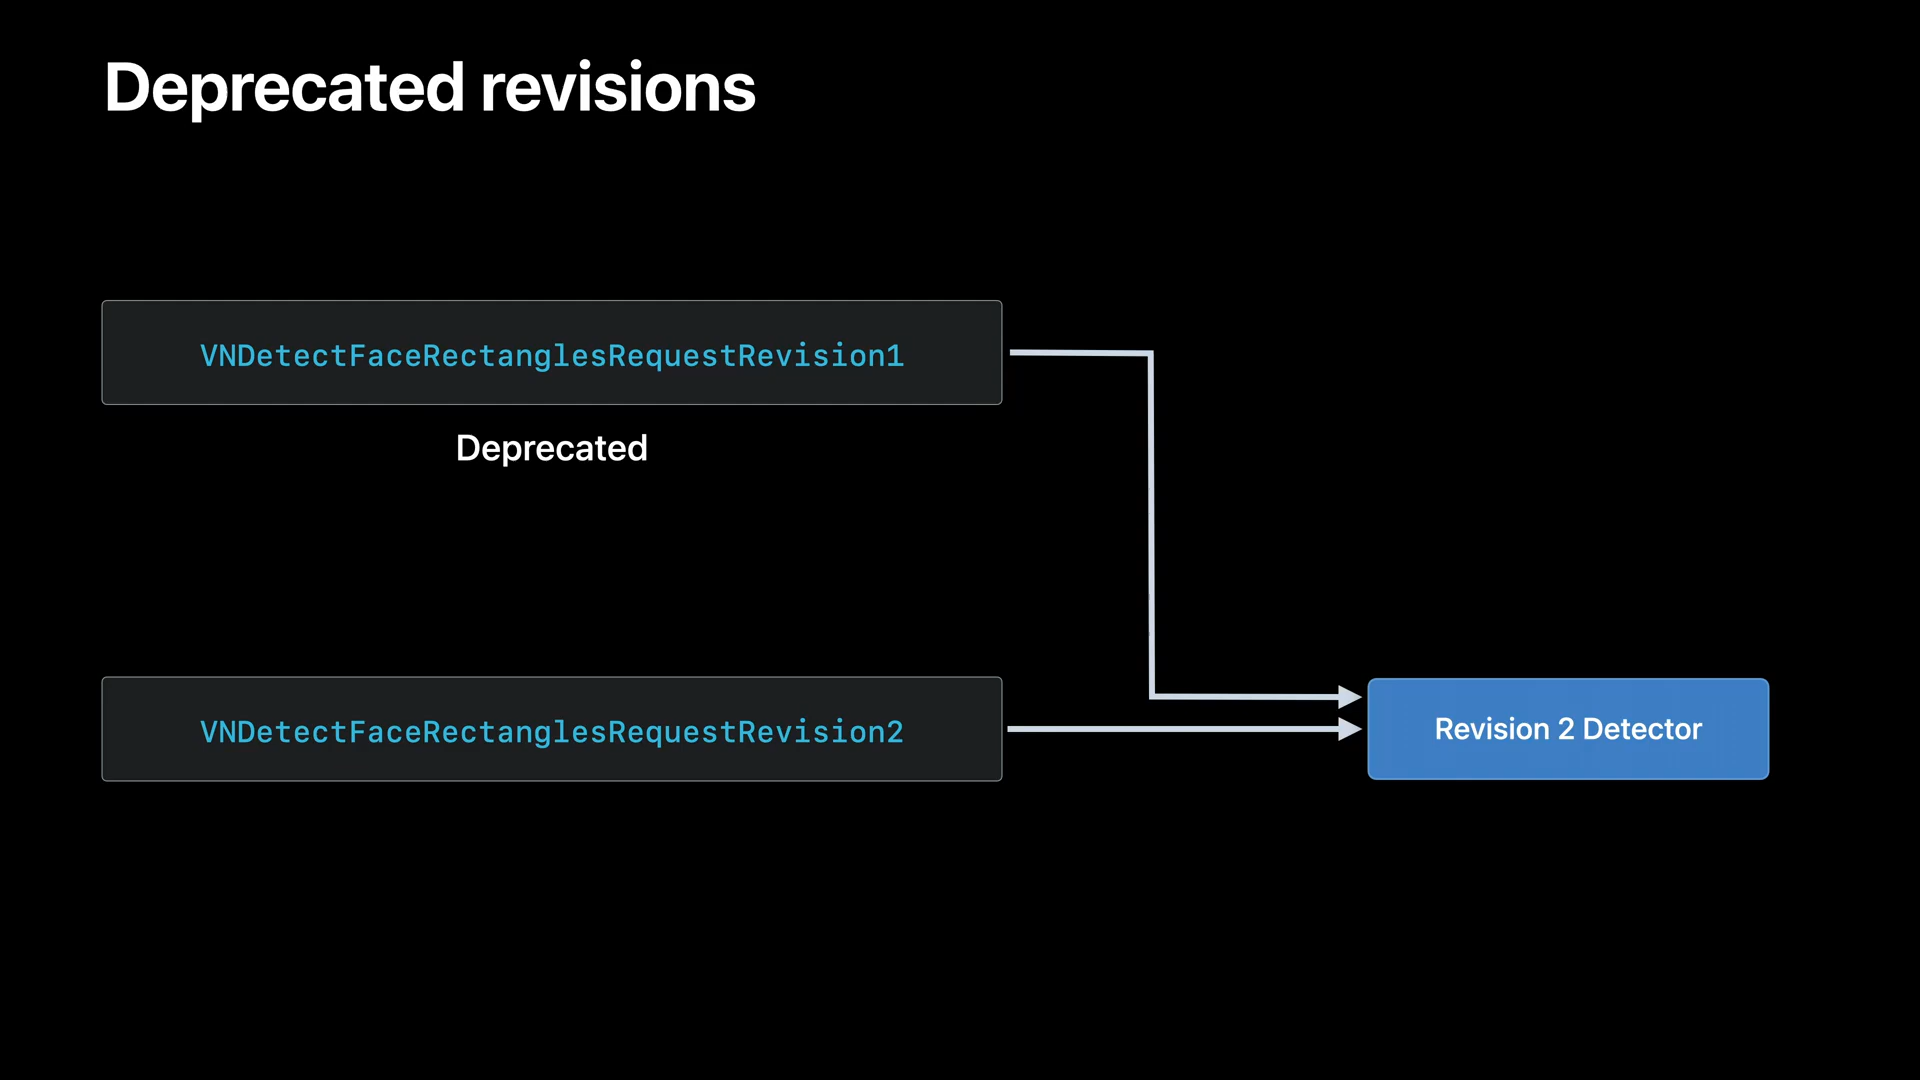 Deprecated revisions
VNDetectFaceRectanglesRequestRevision1
Deprecated
VNDetectFaceRectanglesRequestRevision2
Revision 2 Detector